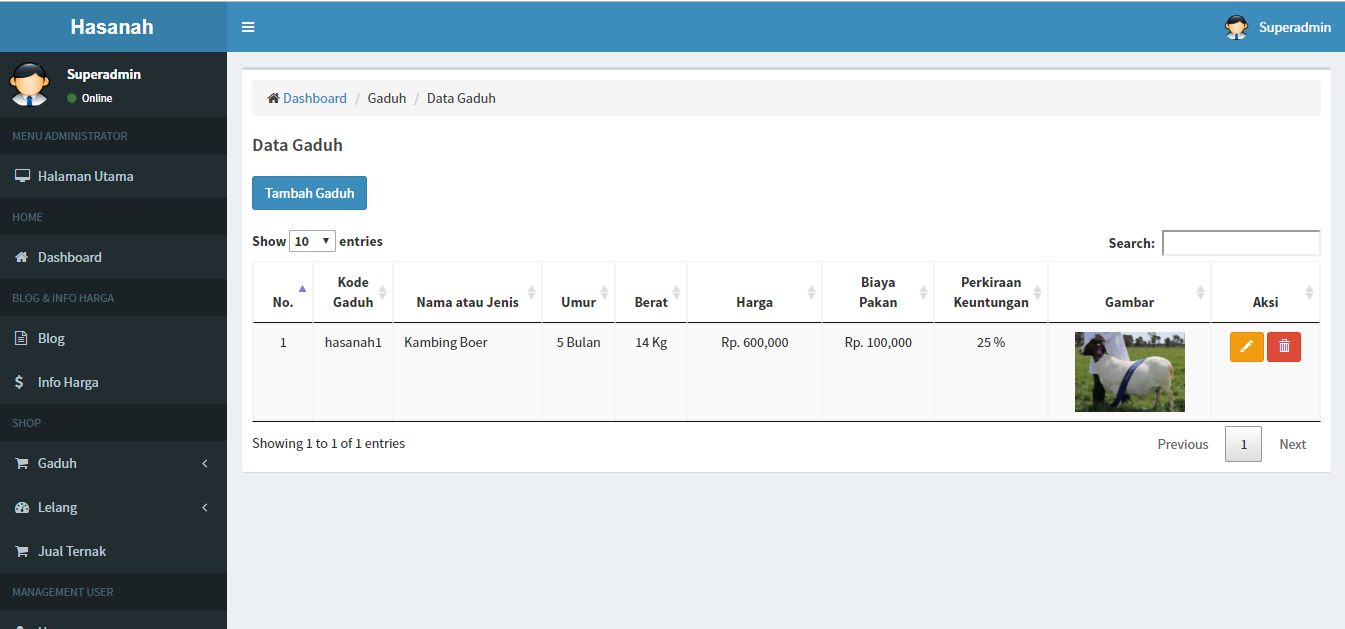 Hasanah
Superadmin
Superadmin
Online
MENU ADMINISTRATOR
Halaman Utama
HOME
Dashboard
BLOG & INFO HARGA
Blog
Info Harga
SHOP
Gaduh
Lelang
Jual Ternak
MANAGEMENT USER
Dashboard / Gaduh / Data Gaduh
Data Gaduh
Tambah Gaduh
Show 10 entries
Search:
No. Kode Gaduh Nama atau Jenis Umur Berat Harga Biaya Pakan Perkiraan Keuntungan Gambar Aksi
1 hasanah1 Kambing Boer 5 Bulan 14 Kg Rp. 600,000 Rp. 100,000 25 %
Showing 1 to 1 of 1 entries
Previous 1 Next